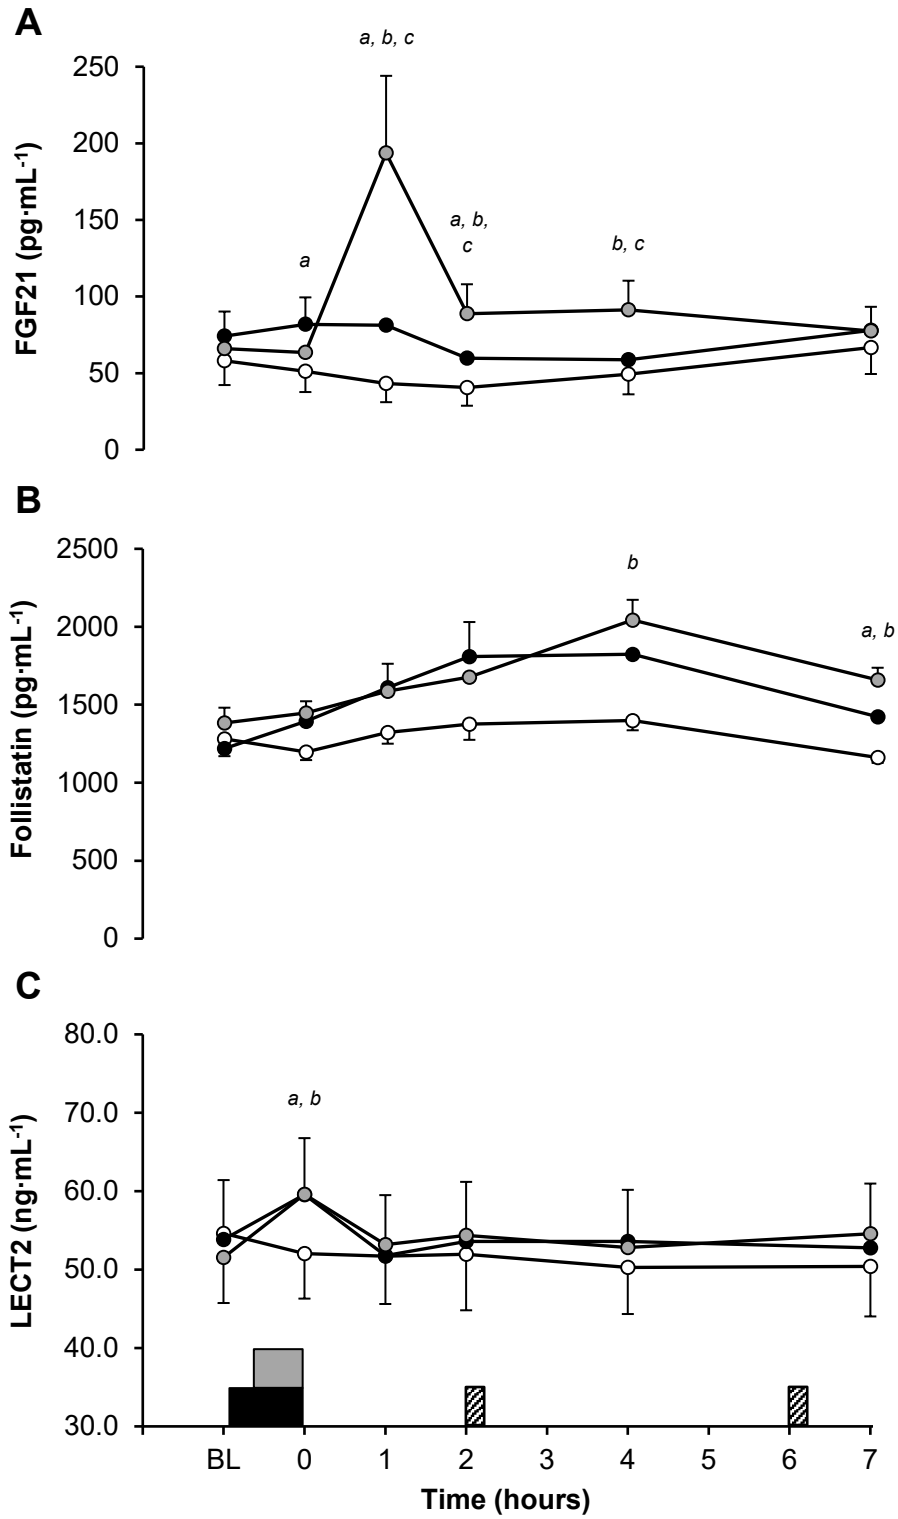 A
a, b, c
250
200
150
100
50
0
FGF21 (pg·mL-1)
a
a, b,
c
b, c
B
2500
2000
1500
1000
500
0
Follistatin (pg·mL-1)
b
a, b
C
80.0
70.0
60.0
50.0
40.0
30.0
LECT2 (ng·mL-1)
a, b
BL 0 1 2 3 4 5 6 7
Time (hours)